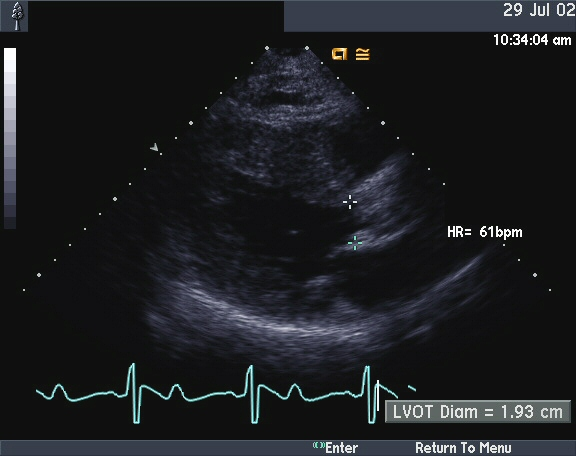 29 Jul 02
10:34:04 am
HR= 61bpm
LVOT Diam = 1.93 cm
Enter
Return To Menu